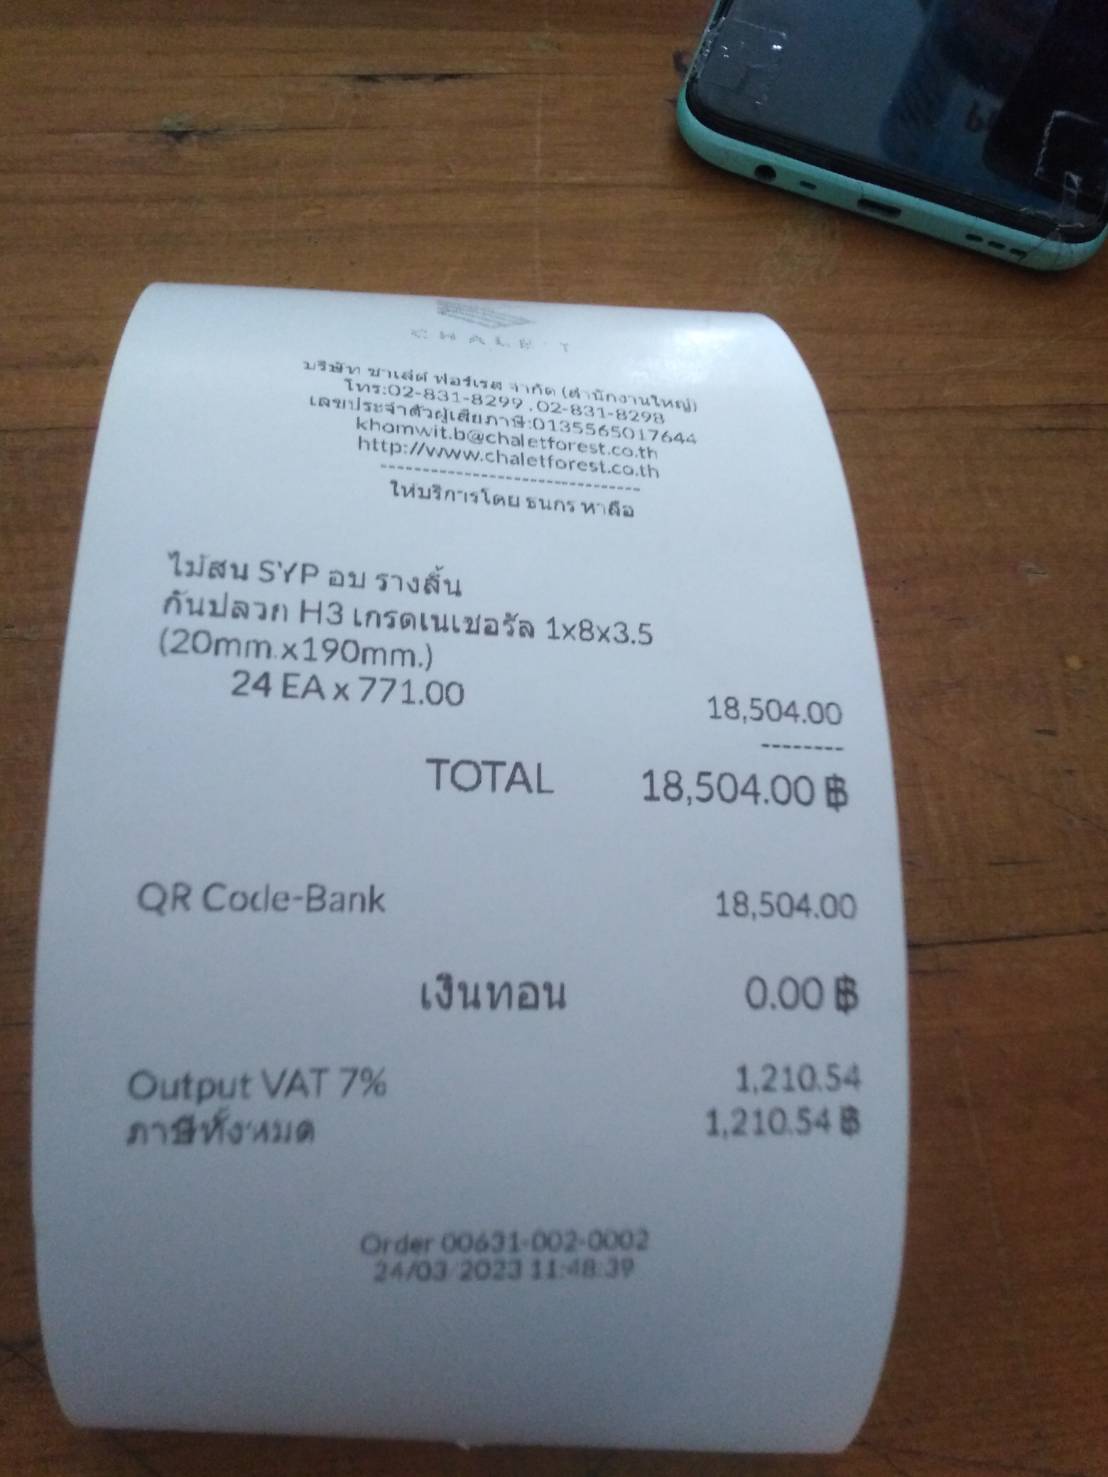 CHALET
บริษัท ชาเล่ต์ ฟอร์เรส จำกัด (สำนักงานใหญ่)
โทร:02-831-8299 , 02-831-8298
เลขประจำตัวผู้เสียภาษี:0135565017644
khomwit.b@chaletforest.co.th
http://www.chaletforest.co.th
--------------------------------
ให้บริการโดย ธนกร หาลือ
ไม้สน SYP อบ รางลิ้น
กันปลวก H3 เกรดเนเชอรัล 1x8x3.5
(20mm.x190mm.)
24 EA x 771.00 18,504.00
--------
TOTAL 18,504.00 ฿
QR Code-Bank 18,504.00
เงินทอน 0.00 ฿
Output VAT 7% 1,210.54
ภาษีทั้งหมด 1,210.54 ฿
Order 00631-002-0002
24/03/2023 11:48:39